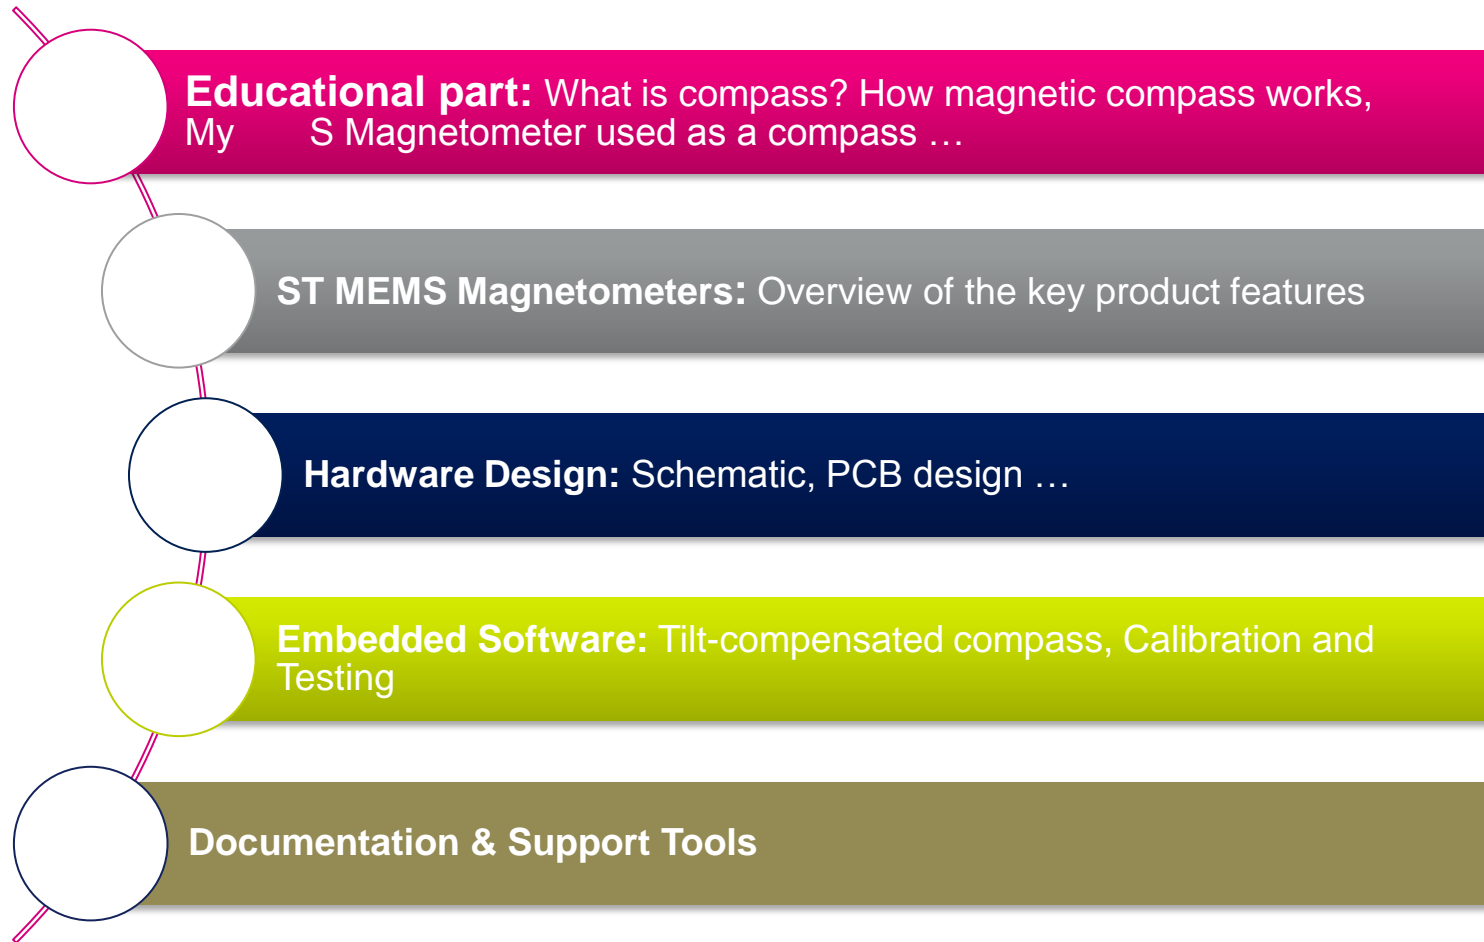 Educational part: What is compass? How magnetic compass works,
My S Magnetometer used as a compass …
ST MEMS Magnetometers: Overview of the key product features
Hardware Design: Schematic, PCB design …
Embedded Software: Tilt-compensated compass, Calibration and
Testing
Documentation & Support Tools